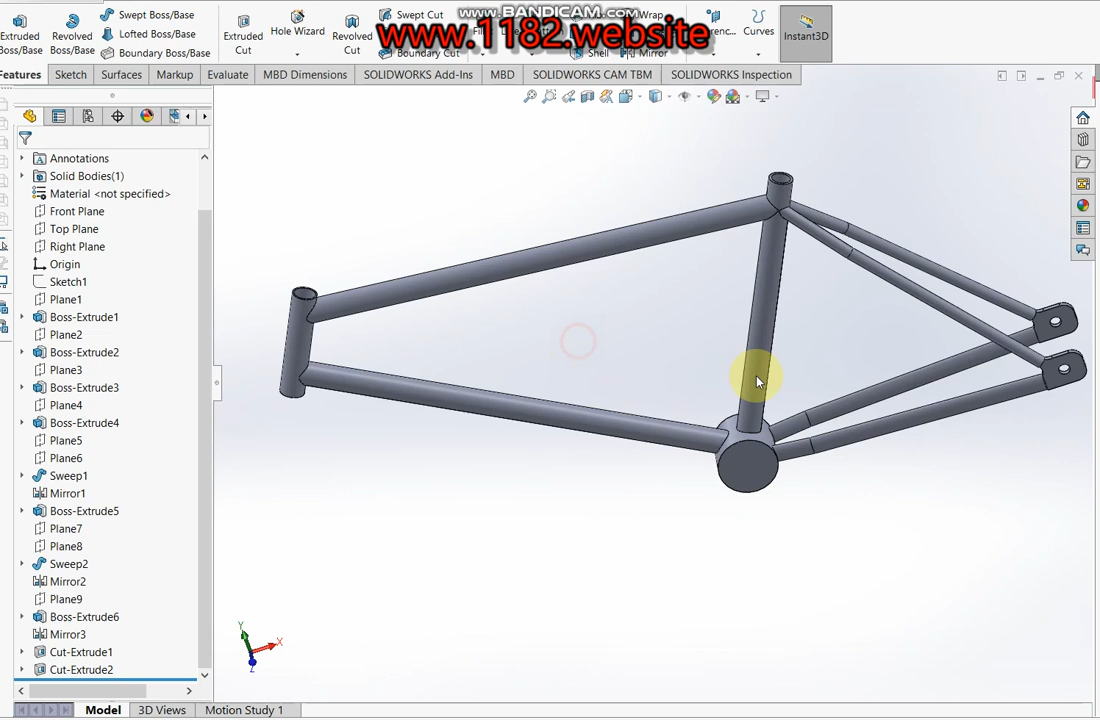 www.BANDICAM.com
www.1182.website
Extruded Boss/Base
Revolved Boss/Base
Swept Boss/Base
Lofted Boss/Base
Boundary Boss/Base
Extruded Cut
Hole Wizard
Revolved Cut
Swept Cut
Boundary Cut
Wrap
Shell
Mirror
Curves
Instant3D
Features
Sketch
Surfaces
Markup
Evaluate
MBD Dimensions
SOLIDWORKS Add-Ins
MBD
SOLIDWORKS CAM TBM
SOLIDWORKS Inspection
Annotations
Solid Bodies(1)
Material <not specified>
Front Plane
Top Plane
Right Plane
Origin
Sketch1
Plane1
Boss-Extrude1
Plane2
Boss-Extrude2
Plane3
Boss-Extrude3
Plane4
Boss-Extrude4
Plane5
Plane6
Sweep1
Mirror1
Boss-Extrude5
Plane7
Plane8
Sweep2
Mirror2
Plane9
Boss-Extrude6
Mirror3
Cut-Extrude1
Cut-Extrude2
Y
X
Z
Model
3D Views
Motion Study 1